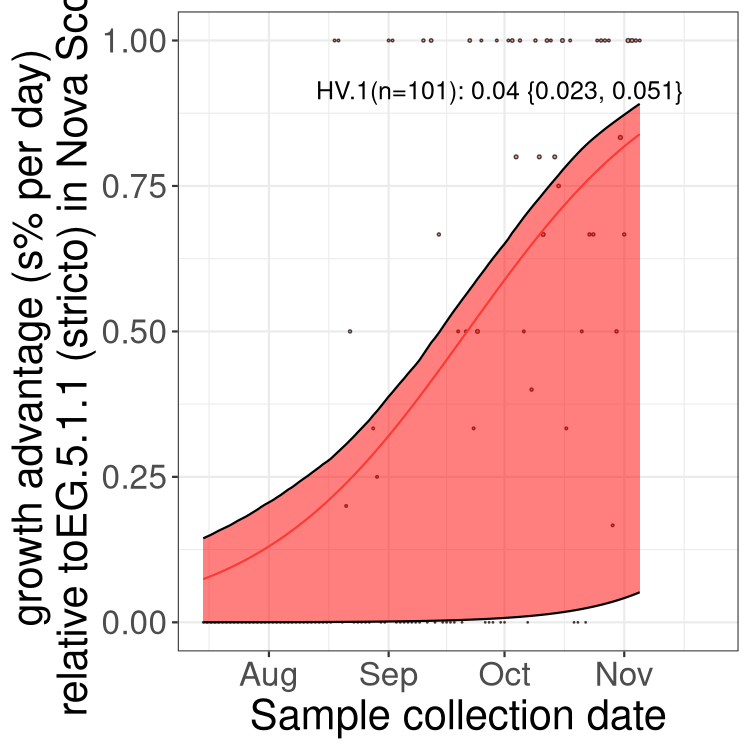 growth advantage (s% per day)
relative toEG.5.1.1 (stricto) in Nova Sco
1.00
0.75
0.50
0.25
0.00
HV.1(n=101): 0.04 {0.023, 0.051}
Aug Sep Oct Nov
Sample collection date